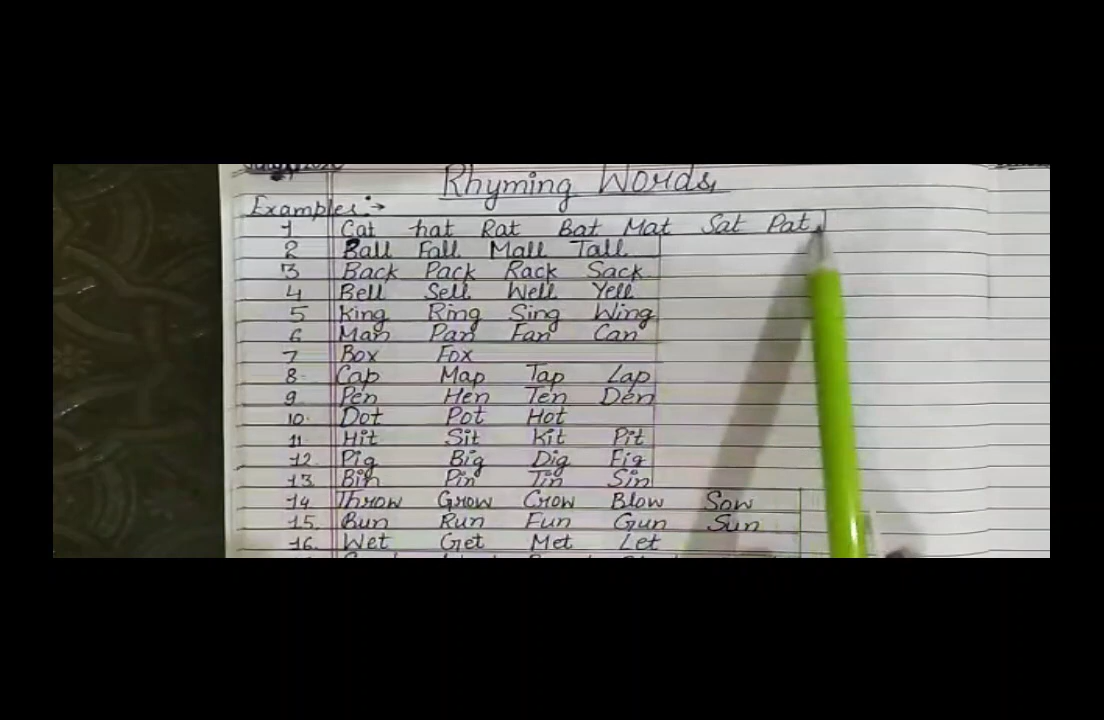 Rhyming Words
Examples:→
1 Cat hat Rat Bat Mat Sat Pat
2 Ball Fall Mall Tall
3 Back Pack Rack Sack
4 Bell Sell Well Yell
5 King Ring Sing Wing
6 Man Pan Fan Can
7 Box Fox
8. Cap Map Tap Lap
9. Pen Hen Ten Den
10. Dot Pot Hot
11. Hit Sit Kit Pit
12. Pig Big Dig Fig
13. Bin Pin Tin Sin
14. Throw Grow Crow Blow Sow
15. Bun Run Fun Gun Sun
16. Wet Get Met Let